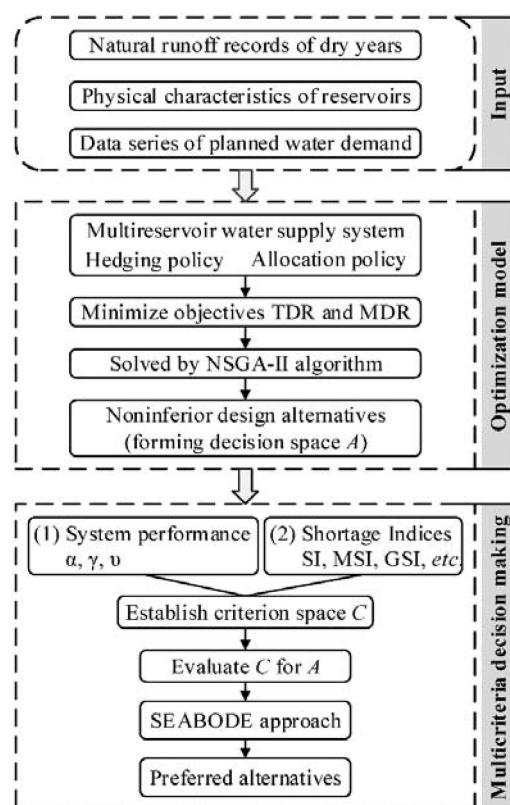 Natural runoff records of dry years
Physical characteristics of reservoirs
Data series of planned water demand
Input
Multireservoir water supply system
Hedging policy Allocation policy
Minimize objectives TDR and MDR
Solved by NSGA-II algorithm
Noninferior design alternatives
(forming decision space A)
Optimization model
(1) System performance
α, γ, υ
(2) Shortage Indices
SI, MSI, GSI, etc.
Establish criterion space C
Evaluate C for A
SEABODE approach
Preferred alternatives
Multicriteria decision making